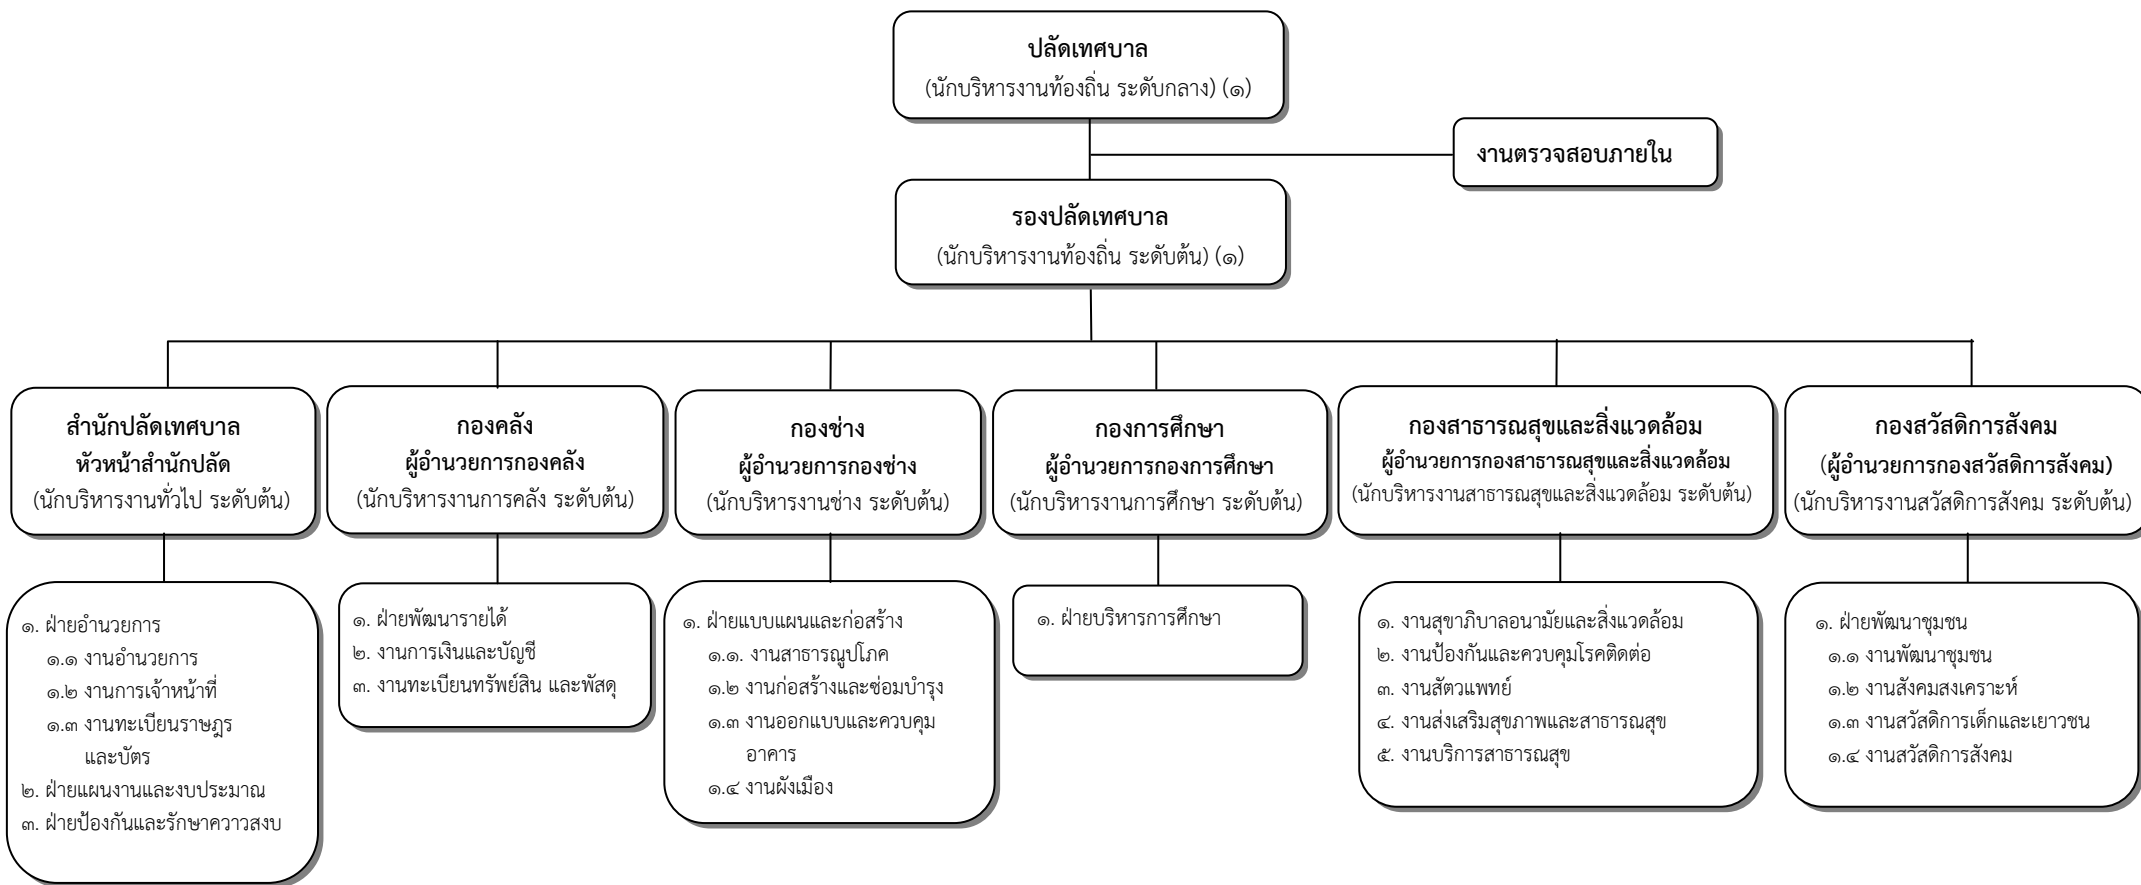 ปลัดเทศบาล
(นักบริหารงานท้องถิ่น ระดับกลาง) (๑)
งานตรวจสอบภายใน
รองปลัดเทศบาล
(นักบริหารงานท้องถิ่น ระดับต้น) (๑)
สำนักปลัดเทศบาล
หัวหน้าสำนักปลัด
(นักบริหารงานทั่วไป ระดับต้น)
กองคลัง
ผู้อำนวยการกองคลัง
(นักบริหารงานการคลัง ระดับต้น)
กองช่าง
ผู้อำนวยการกองช่าง
(นักบริหารงานช่าง ระดับต้น)
กองการศึกษา
ผู้อำนวยการกองการศึกษา
(นักบริหารงานการศึกษา ระดับต้น)
กองสาธารณสุขและสิ่งแวดล้อม
ผู้อำนวยการกองสาธารณสุขและสิ่งแวดล้อม
(นักบริหารงานสาธารณสุขและสิ่งแวดล้อม ระดับต้น)
กองสวัสดิการสังคม
(ผู้อำนวยการกองสวัสดิการสังคม)
(นักบริหารงานสวัสดิการสังคม ระดับต้น)
๑. ฝ่ายอำนวยการ
๑.๑ งานอำนวยการ
๑.๒ งานการเจ้าหน้าที่
๑.๓ งานทะเบียนราษฎร
และบัตร
๒. ฝ่ายแผนงานและงบประมาณ
๓. ฝ่ายป้องกันและรักษาควาวสงบ
๑. ฝ่ายพัฒนารายได้
๒. งานการเงินและบัญชี
๓. งานทะเบียนทรัพย์สิน และพัสดุ
๑. ฝ่ายแบบแผนและก่อสร้าง
๑.๑. งานสาธารณูปโภค
๑.๒ งานก่อสร้างและซ่อมบำรุง
๑.๓ งานออกแบบและควบคุม
อาคาร
๑.๔ งานผังเมือง
๑. ฝ่ายบริหารการศึกษา
๑. งานสุขาภิบาลอนามัยและสิ่งแวดล้อม
๒. งานป้องกันและควบคุมโรคติดต่อ
๓. งานสัตวแพทย์
๔. งานส่งเสริมสุขภาพและสาธารณสุข
๕. งานบริการสาธารณสุข
๑. ฝ่ายพัฒนาชุมชน
๑.๑ งานพัฒนาชุมชน
๑.๒ งานสังคมสงเคราะห์
๑.๓ งานสวัสดิการเด็กและเยาวชน
๑.๔ งานสวัสดิการสังคม